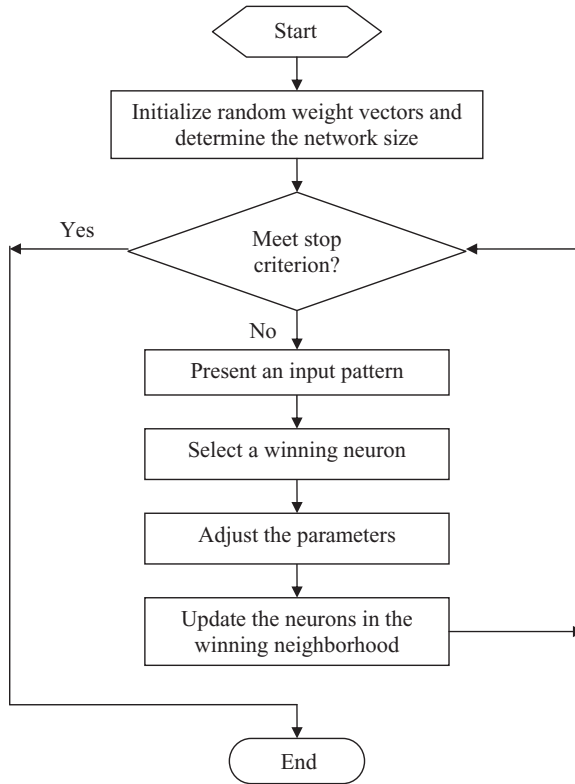 Start
Initialize random weight vectors and
determine the network size
Yes
Meet stop
criterion?
No
Present an input pattern
Select a winning neuron
Adjust the parameters
Update the neurons in the
winning neighborhood
End